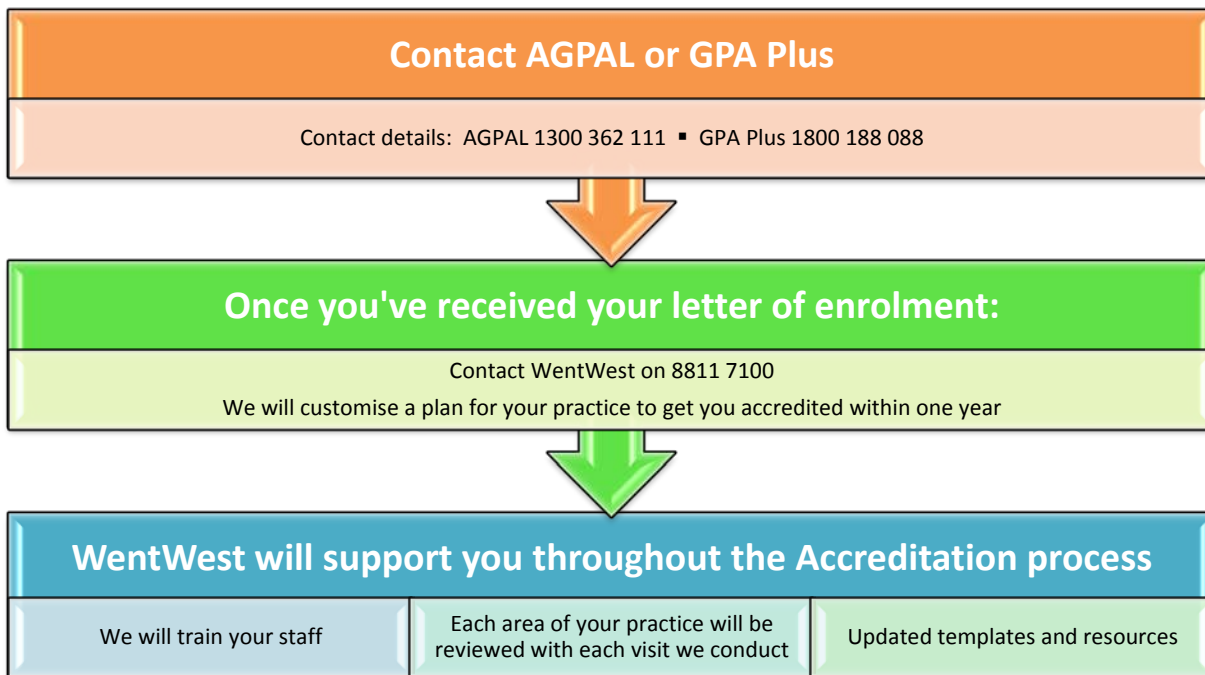 Contact AGPAL or GPA Plus
Contact details: AGPAL 1300 362 111 ▪ GPA Plus 1800 188 088
Once you've received your letter of enrolment:
Contact WentWest on 8811 7100
We will customise a plan for your practice to get you accredited within one year
WentWest will support you throughout the Accreditation process
We will train your staff
Each area of your practice will be
reviewed with each visit we conduct
Updated templates and resources